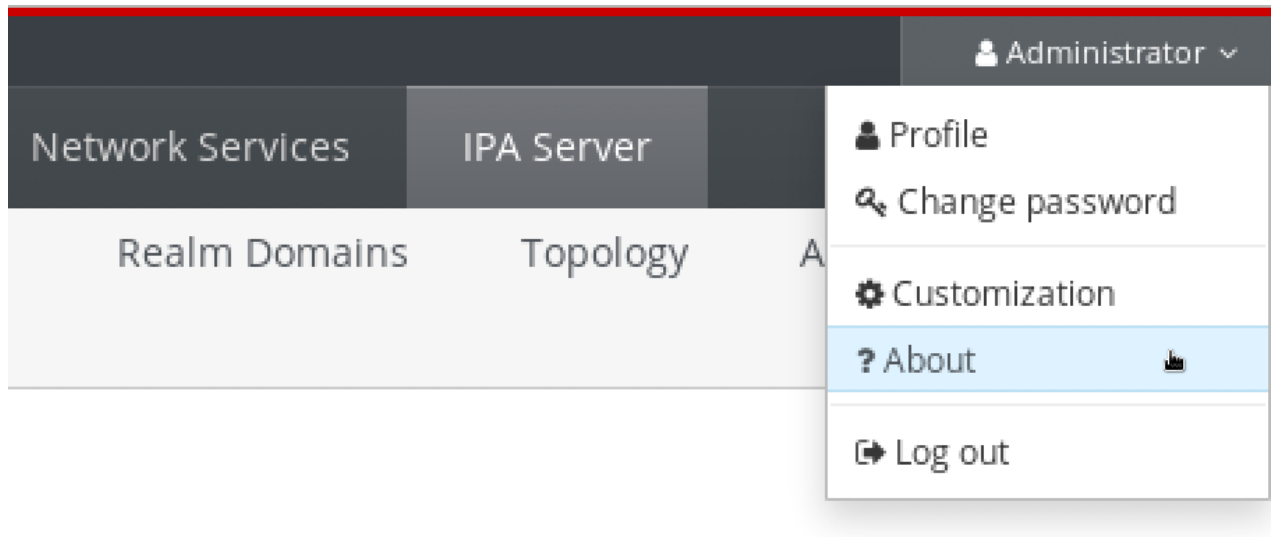 Administrator
Network Services IPA Server
Profile
Change password
Realm Domains Topology A
Customization
? About
Log out